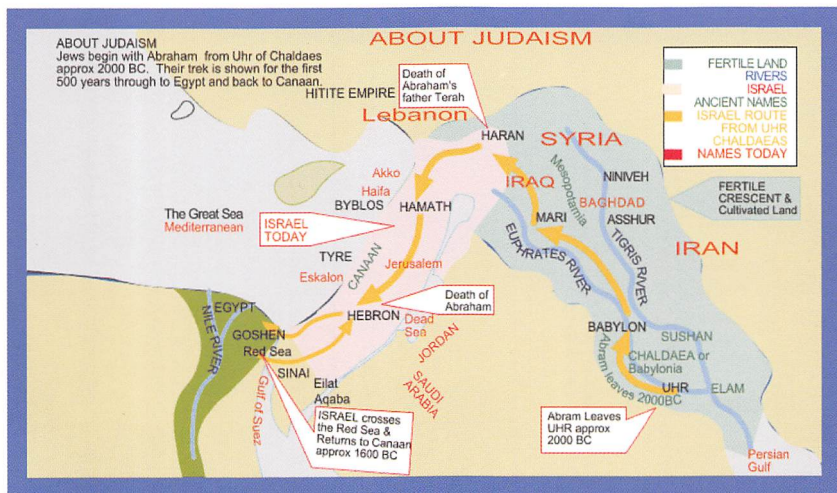 ABOUT JUDAISM
Jews begin with Abraham from Uhr of Chaldaes
approx 2000 BC. Their trek is shown for the first
500 years through to Egypt and back to Canaan.
ABOUT JUDAISM
HITITE EMPIRE
Death of
Abraham's
father Terah
Lebanon
HARAN
SYRIA
FERTILE LAND
RIVERS
ISRAEL
ANCIENT NAMES
ISRAEL ROUTE
FROM UHR
CHALDAEAS
NAMES TODAY
Akko
Haifa
BYBLOS
HAMATH
IRAQ
Mesopotamia
NINIVEH
BAGHDAD
ASSHUR
MARI
FERTILE
CRESCENT &
Cultivated Land
The Great Sea
Mediterranean
ISRAEL
TODAY
TYRE
CANAAN
Eskalon
Jerusalem
EUPHRATES RIVER
TIGRIS RIVER
IRAN
Death of
Abraham
HEBRON
Dead
Sea
JORDAN
EGYPT
NILE RIVER
GOSHEN
Red Sea
SINAI
Eilat
Aqaba
SAUDI
ARABIA
Gulf of Suez
ISRAEL crosses
the Red Sea &
Returns to Canaan
approx 1600 BC
BABYLON
SUSHAN
CHALDAEA or
Babylonia
Abram leaves 2000BC
UHR
ELAM
Abram Leaves
UHR approx
2000 BC
Persian
Gulf